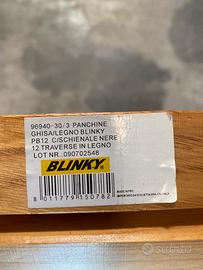 96940-30/3 PANCHINE
GHISA/LEGNO BLINKY
PB12 C/SCHIENALE NERE
12 TRAVERSE IN LEGNO
LOT NR. 090702548
BLINKY®
8 011779 150782
MADE IN PRC
subito